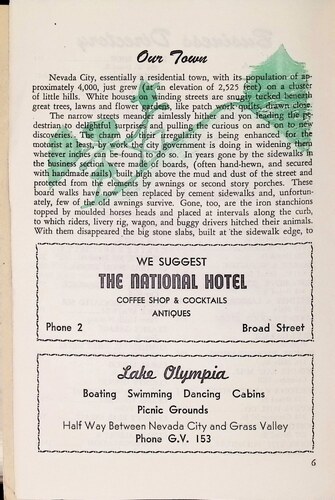 Our Town
Nevada City, essentially a residential town, with its population of ap-
proximately 4,000, just grew (at an elevation of 2,525 feet) on a cluster
of little hills. White houses on winding streets are snugly tucked beneath
great trees, lawns and flower gardens, like patch work quilts, drawn close.
The narrow streets meander aimlessly hither and yon leading the pe-
destrian to delightful and pulling the curious on and on to new
discoveries. The charm of their irregularity is being enhanced for the
motorist by the work the city government is doing in widening them
wherever it is to be found to do so. In years gone by the sidewalks in
the business section were made of boards, (often hand-hewn, and secured
with hand-made nails) high above the mud and dust of the street and
protected from the elements by awnings or second story porches. These
board walks have now been replaced by cement sidewalks and, unfortun-
ately, few of the old awnings survive. Gone, too, are the iron stanchions
topped by moulded horses heads and placed at intervals along the curb,
to which riders, livery rig, wagon, and buggy drivers hitched their animals.
With them disappeared the big stone slabs, built at the sidewalk edge, to
WE SUGGEST
THE NATIONAL HOTEL
COFFEE SHOP & COCKTAILS
ANTIQUES
Phone 2 Broad Street
Lake Olympia
Boating Swimming Dancing Cabins
Picnic Grounds
Half Way Between Nevada City and Grass Valley
Phone G.V. 153
6